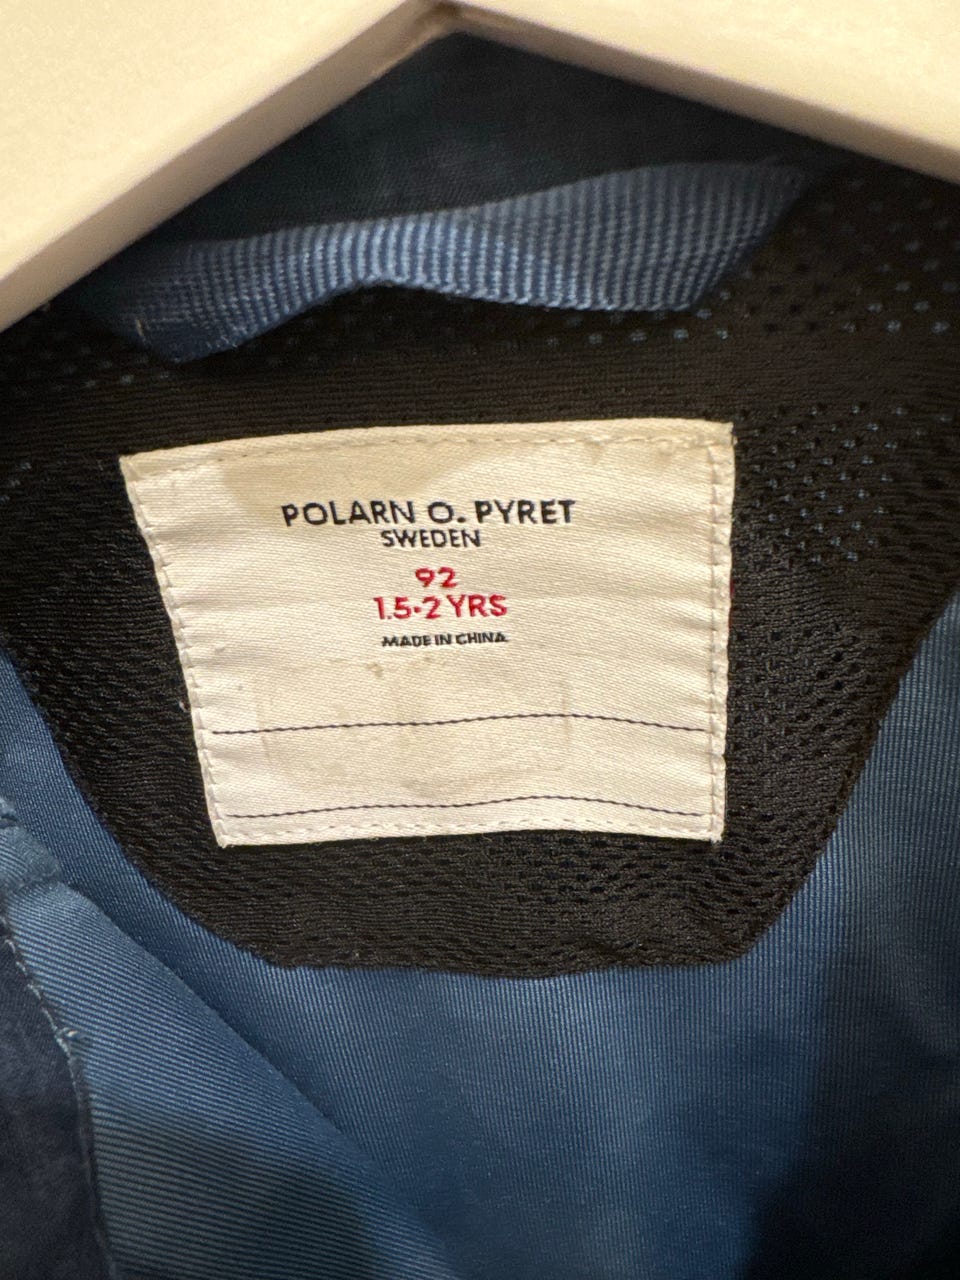 POLARN O. PYRET
SWEDEN
92
1.5-2 YRS
MADE IN CHINA